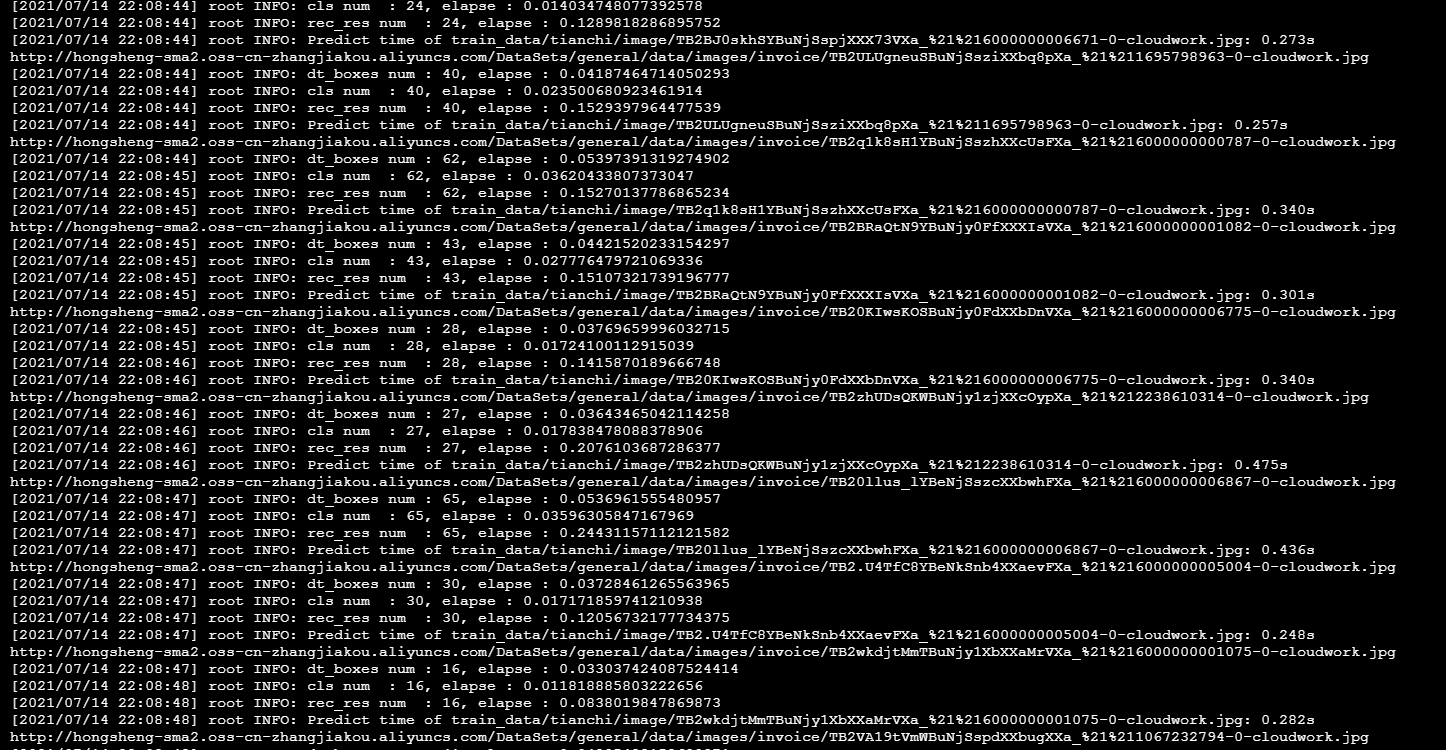 [2021/07/14 22:08:44] root INFO: cls num  : 24, elapse : 0.014034748077392578
[2021/07/14 22:08:44] root INFO: rec_res num  : 24, elapse : 0.1289818286895752
[2021/07/14 22:08:44] root INFO: Predict time of train_data/tianchi/image/TB2BJ0skhSYBuNjSspjXXX73VXa_%21%216000000006671-0-cloudwork.jpg: 0.273s
http://hongsheng-sma2.oss-cn-zhangjiakou.aliyuncs.com/DataSets/general/data/images/invoice/TB2ULUgneuSBuNjSsziXXbq8pXa_%21%211695798963-0-cloudwork.jpg
[2021/07/14 22:08:44] root INFO: dt_boxes num : 40, elapse : 0.04187464714050293
[2021/07/14 22:08:44] root INFO: cls num  : 40, elapse : 0.023500680923461914
[2021/07/14 22:08:44] root INFO: rec_res num  : 40, elapse : 0.1529397964477539
[2021/07/14 22:08:44] root INFO: Predict time of train_data/tianchi/image/TB2ULUgneuSBuNjSsziXXbq8pXa_%21%211695798963-0-cloudwork.jpg: 0.257s
http://hongsheng-sma2.oss-cn-zhangjiakou.aliyuncs.com/DataSets/general/data/images/invoice/TB2q1k8sH1YBuNjSszhXXcUsFXa_%21%216000000000787-0-cloudwork.jpg
[2021/07/14 22:08:44] root INFO: dt_boxes num : 62, elapse : 0.05397391319274902
[2021/07/14 22:08:45] root INFO: cls num  : 62, elapse : 0.03620433807373047
[2021/07/14 22:08:45] root INFO: rec_res num  : 62, elapse : 0.15270137786865234
[2021/07/14 22:08:45] root INFO: Predict time of train_data/tianchi/image/TB2q1k8sH1YBuNjSszhXXcUsFXa_%21%216000000000787-0-cloudwork.jpg: 0.340s
http://hongsheng-sma2.oss-cn-zhangjiakou.aliyuncs.com/DataSets/general/data/images/invoice/TB2BRaQtN9YBuNjy0FfXXXIsVXa_%21%216000000001082-0-cloudwork.jpg
[2021/07/14 22:08:45] root INFO: dt_boxes num : 43, elapse : 0.04421520233154297
[2021/07/14 22:08:45] root INFO: cls num  : 43, elapse : 0.027776479721069336
[2021/07/14 22:08:45] root INFO: rec_res num  : 43, elapse : 0.15107321739196777
[2021/07/14 22:08:45] root INFO: Predict time of train_data/tianchi/image/TB2BRaQtN9YBuNjy0FfXXXIsVXa_%21%216000000001082-0-cloudwork.jpg: 0.301s
http://hongsheng-sma2.oss-cn-zhangjiakou.aliyuncs.com/DataSets/general/data/images/invoice/TB20KIwsKOSBuNjy0FdXXbDnVXa_%21%216000000006775-0-cloudwork.jpg
[2021/07/14 22:08:45] root INFO: dt_boxes num : 28, elapse : 0.03769659996032715
[2021/07/14 22:08:45] root INFO: cls num  : 28, elapse : 0.01724100112915039
[2021/07/14 22:08:46] root INFO: rec_res num  : 28, elapse : 0.1415870189666748
[2021/07/14 22:08:46] root INFO: Predict time of train_data/tianchi/image/TB20KIwsKOSBuNjy0FdXXbDnVXa_%21%216000000006775-0-cloudwork.jpg: 0.340s
http://hongsheng-sma2.oss-cn-zhangjiakou.aliyuncs.com/DataSets/general/data/images/invoice/TB2zhUDsQKWBuNjy1zjXXcOypXa_%21%212238610314-0-cloudwork.jpg
[2021/07/14 22:08:46] root INFO: dt_boxes num : 27, elapse : 0.03643465042114258
[2021/07/14 22:08:46] root INFO: cls num  : 27, elapse : 0.017838478088378906
[2021/07/14 22:08:46] root INFO: rec_res num  : 27, elapse : 0.2076103687286377
[2021/07/14 22:08:46] root INFO: Predict time of train_data/tianchi/image/TB2zhUDsQKWBuNjy1zjXXcOypXa_%21%212238610314-0-cloudwork.jpg: 0.475s
http://hongsheng-sma2.oss-cn-zhangjiakou.aliyuncs.com/DataSets/general/data/images/invoice/TB20llus_lYBeNjSszcXXbwhFXa_%21%216000000006867-0-cloudwork.jpg
[2021/07/14 22:08:47] root INFO: dt_boxes num : 65, elapse : 0.0536961555480957
[2021/07/14 22:08:47] root INFO: cls num  : 65, elapse : 0.03596305847167969
[2021/07/14 22:08:47] root INFO: rec_res num  : 65, elapse : 0.24431157112121582
[2021/07/14 22:08:47] root INFO: Predict time of train_data/tianchi/image/TB20llus_lYBeNjSszcXXbwhFXa_%21%216000000006867-0-cloudwork.jpg: 0.436s
http://hongsheng-sma2.oss-cn-zhangjiakou.aliyuncs.com/DataSets/general/data/images/invoice/TB2.U4TfC8YBeNkSnb4XXaevFXa_%21%216000000005004-0-cloudwork.jpg
[2021/07/14 22:08:47] root INFO: dt_boxes num : 30, elapse : 0.03728461265563965
[2021/07/14 22:08:47] root INFO: cls num  : 30, elapse : 0.017171859741210938
[2021/07/14 22:08:47] root INFO: rec_res num  : 30, elapse : 0.12056732177734375
[2021/07/14 22:08:47] root INFO: Predict time of train_data/tianchi/image/TB2.U4TfC8YBeNkSnb4XXaevFXa_%21%216000000005004-0-cloudwork.jpg: 0.248s
http://hongsheng-sma2.oss-cn-zhangjiakou.aliyuncs.com/DataSets/general/data/images/invoice/TB2wkdjtMmTBuNjy1XbXXaMrVXa_%21%216000000001075-0-cloudwork.jpg
[2021/07/14 22:08:47] root INFO: dt_boxes num : 16, elapse : 0.033037424087524414
[2021/07/14 22:08:48] root INFO: cls num  : 16, elapse : 0.011818885803222656
[2021/07/14 22:08:48] root INFO: rec_res num  : 16, elapse : 0.0838019847869873
[2021/07/14 22:08:48] root INFO: Predict time of train_data/tianchi/image/TB2wkdjtMmTBuNjy1XbXXaMrVXa_%21%216000000001075-0-cloudwork.jpg: 0.282s
http://hongsheng-sma2.oss-cn-zhangjiakou.aliyuncs.com/DataSets/general/data/images/invoice/TB2VA19tVmWBuNjSspdXXbugXXa_%21%211067232794-0-cloudwork.jpg